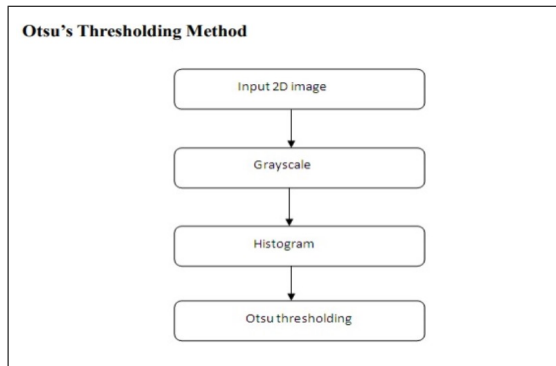 Otsu's Thresholding Method
Input 2D image
Grayscale
Histogram
Otsu thresholding